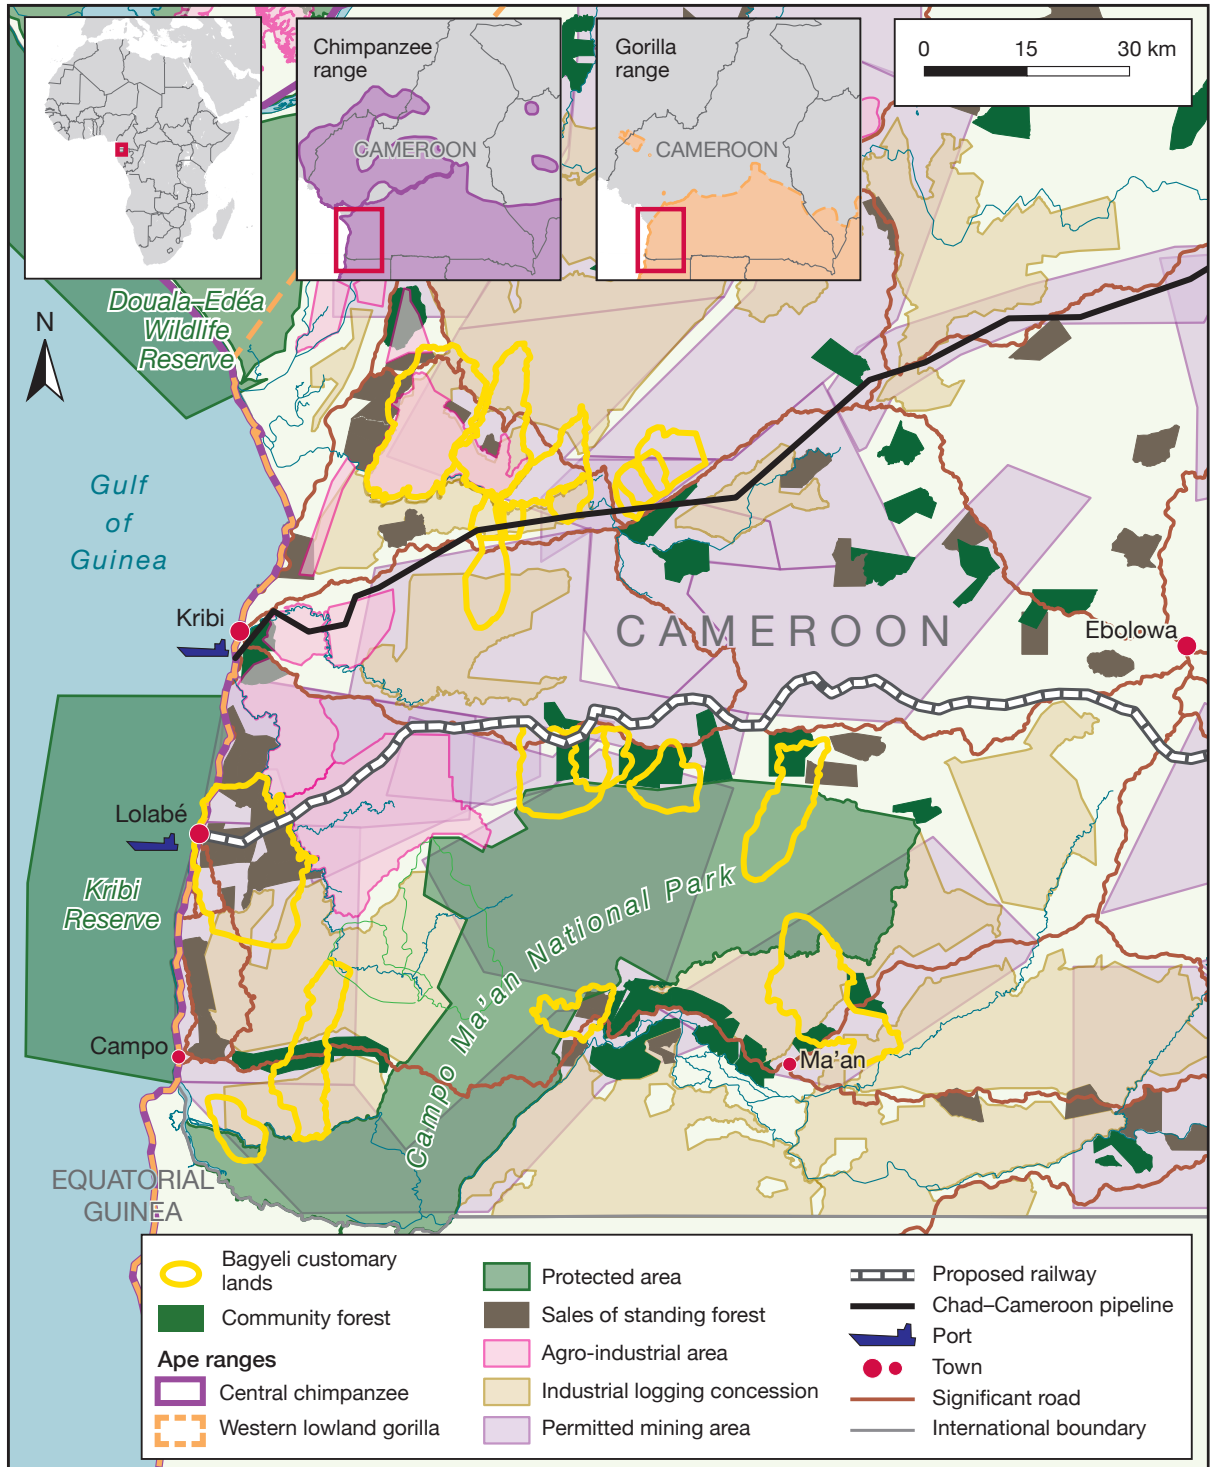 Chimpanzee
range
CAMEROON
Gorilla
range
CAMEROON
0 15 30 km
Douala–Edéa
Wildlife
Reserve
N
Gulf
of
Guinea
Kribi
CAMEROON
Ebolowa
Lolabé
Kribi
Reserve
Campo Ma'an National Park
Campo
Ma'an
EQUATORIAL
GUINEA
Bagyeli customary
lands
Community forest
Ape ranges
Central chimpanzee
Western lowland gorilla
Protected area
Sales of standing forest
Agro-industrial area
Industrial logging concession
Permitted mining area
Proposed railway
Chad–Cameroon pipeline
Port
Town
Significant road
International boundary